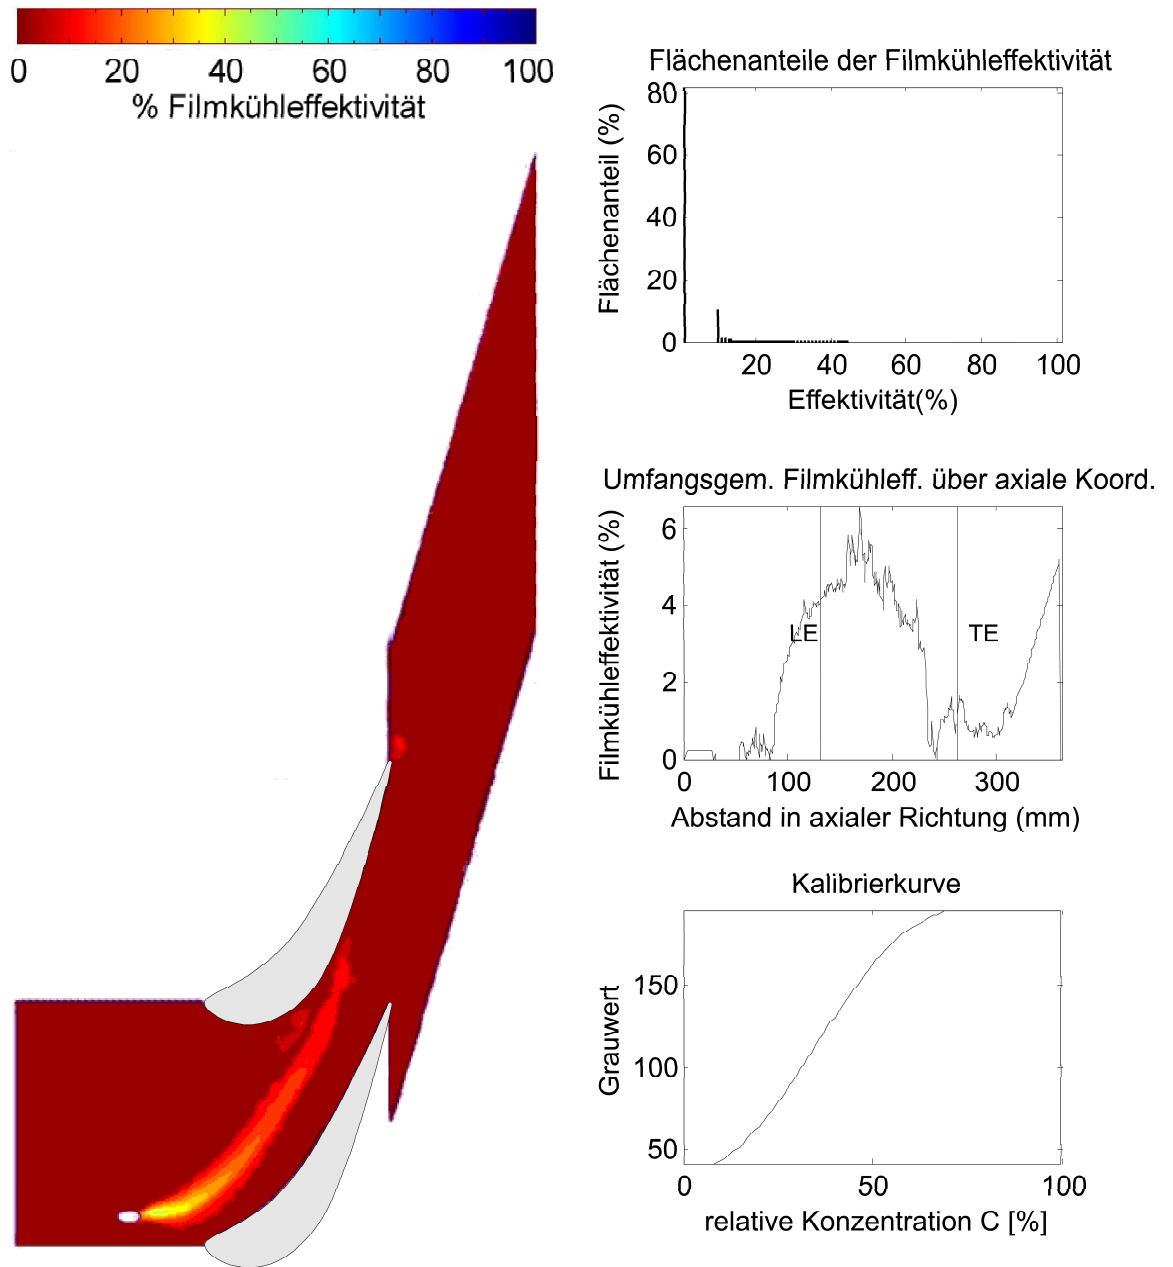 0 20 40 60 80 100
% Filmkühleffektivität
Flächenanteile der Filmkühleffektivität
Flächenanteil (%)
80
60
40
20
0
20 40 60 80 100
Effektivität(%)
Umfangsgem. Filmkühleff. über axiale Koord.
Filmkühleffektivität (%)
6
4
2
0
LE TE
0 100 200 300
Abstand in axialer Richtung (mm)
Kalibrierkurve
Grauwert
150
100
50
0 50 100
relative Konzentration C [%]